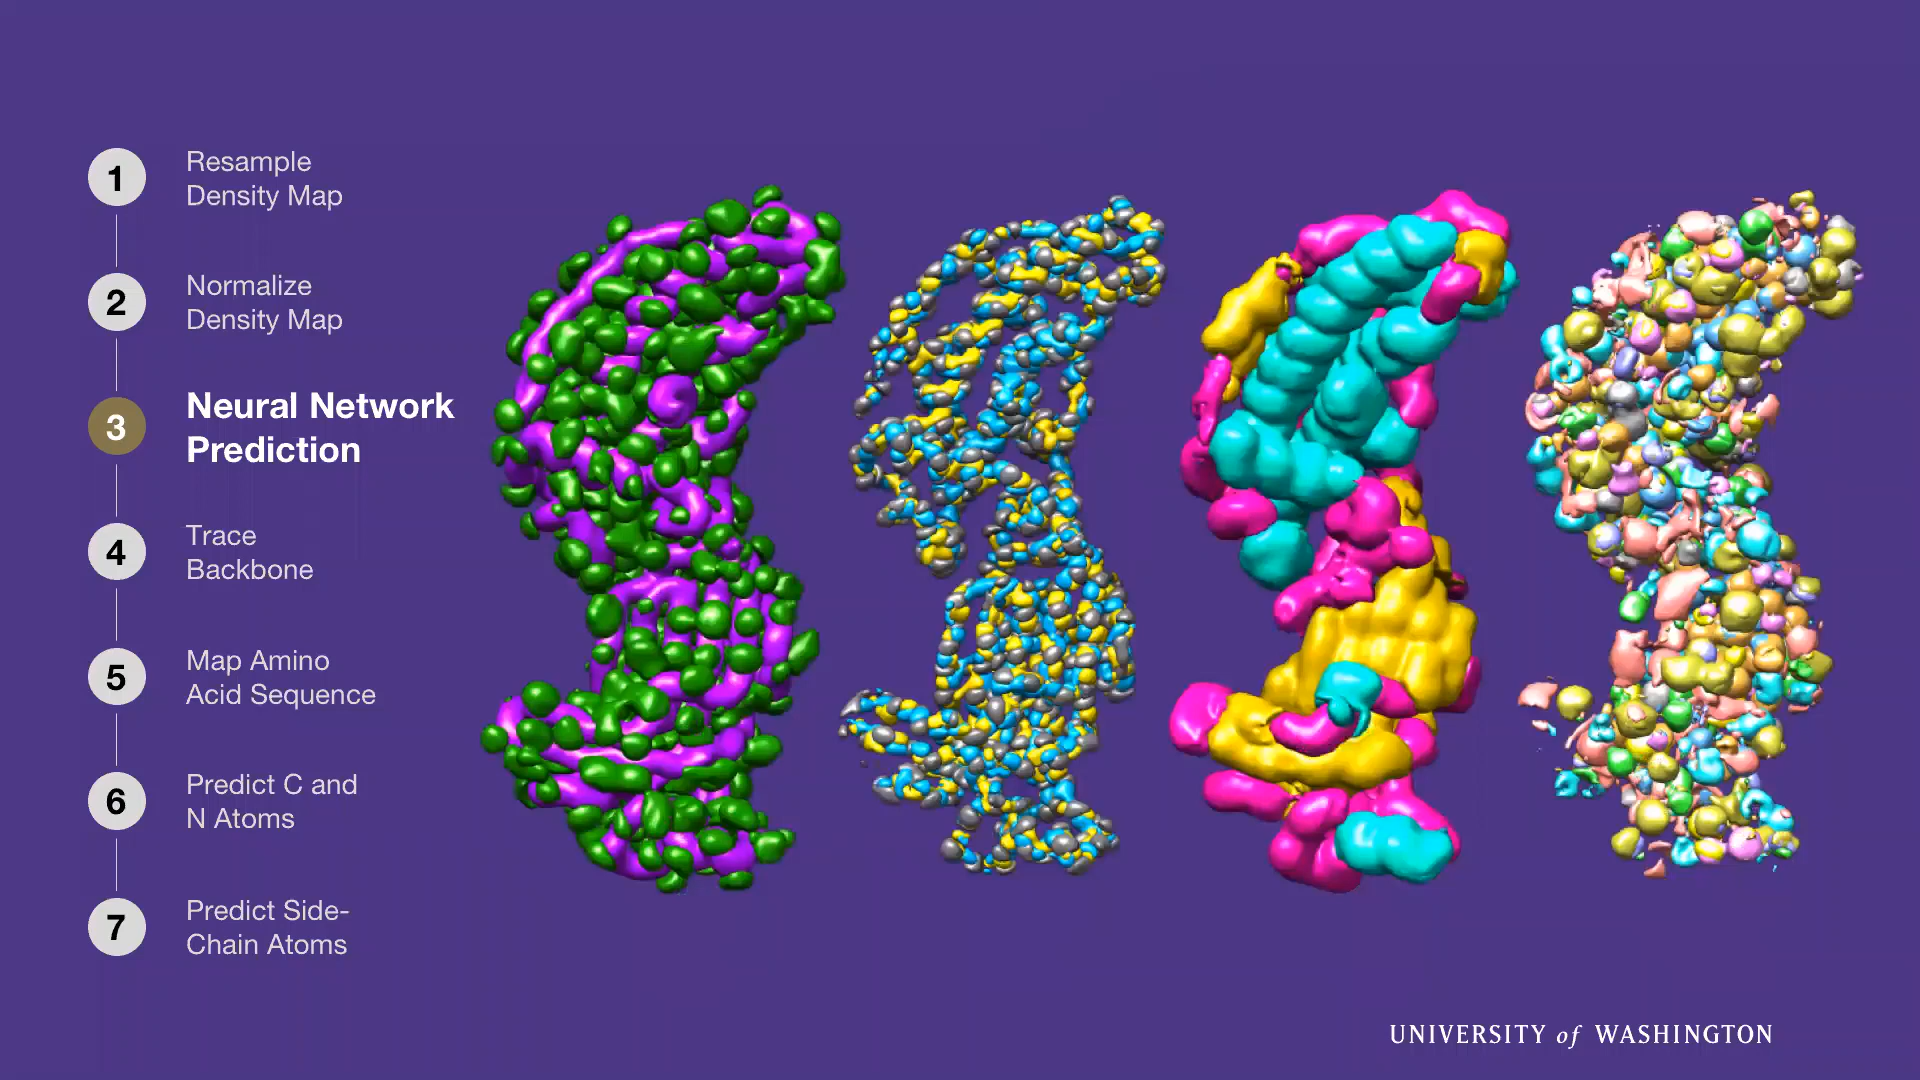 1
Resample
Density Map
2
Normalize
Density Map
3
Neural Network
Prediction
4
Trace
Backbone
5
Map Amino
Acid Sequence
6
Predict C and
N Atoms
7
Predict Side-
Chain Atoms
UNIVERSITY of WASHINGTON